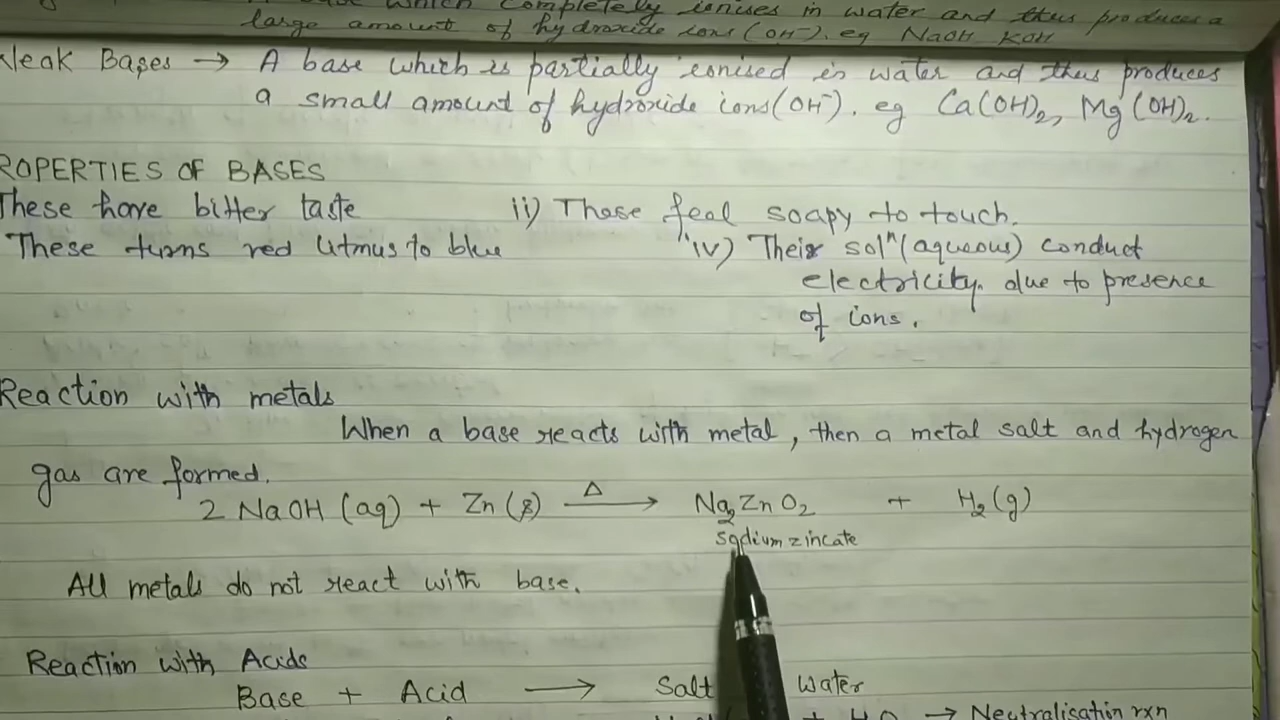 which completely ionises in water and thus produces a
large amount of hydroxide ions (OH⁻). eg NaOH KOH
Weak Bases → A base which is partially ionised in water and thus produces
a small amount of hydroxide ions (OH⁻). eg Ca(OH)₂, Mg(OH)₂.
ROPERTIES OF BASES
These have bitter taste ii) These feel soapy to touch.
These turns red litmus to blue iv) Their solⁿ (aqueous) conduct
electricity. due to presence
of ions.
Reaction with metals
When a base reacts with metal, then a metal salt and hydrogen
gas are formed.
2 NaOH (aq) + Zn (s) —Δ→ Na₂ZnO₂ + H₂(g)
sodium zincate
All metals do not react with base.
Reaction with Acids
Base + Acid → Salt Water
→ Neutralisatin rxn